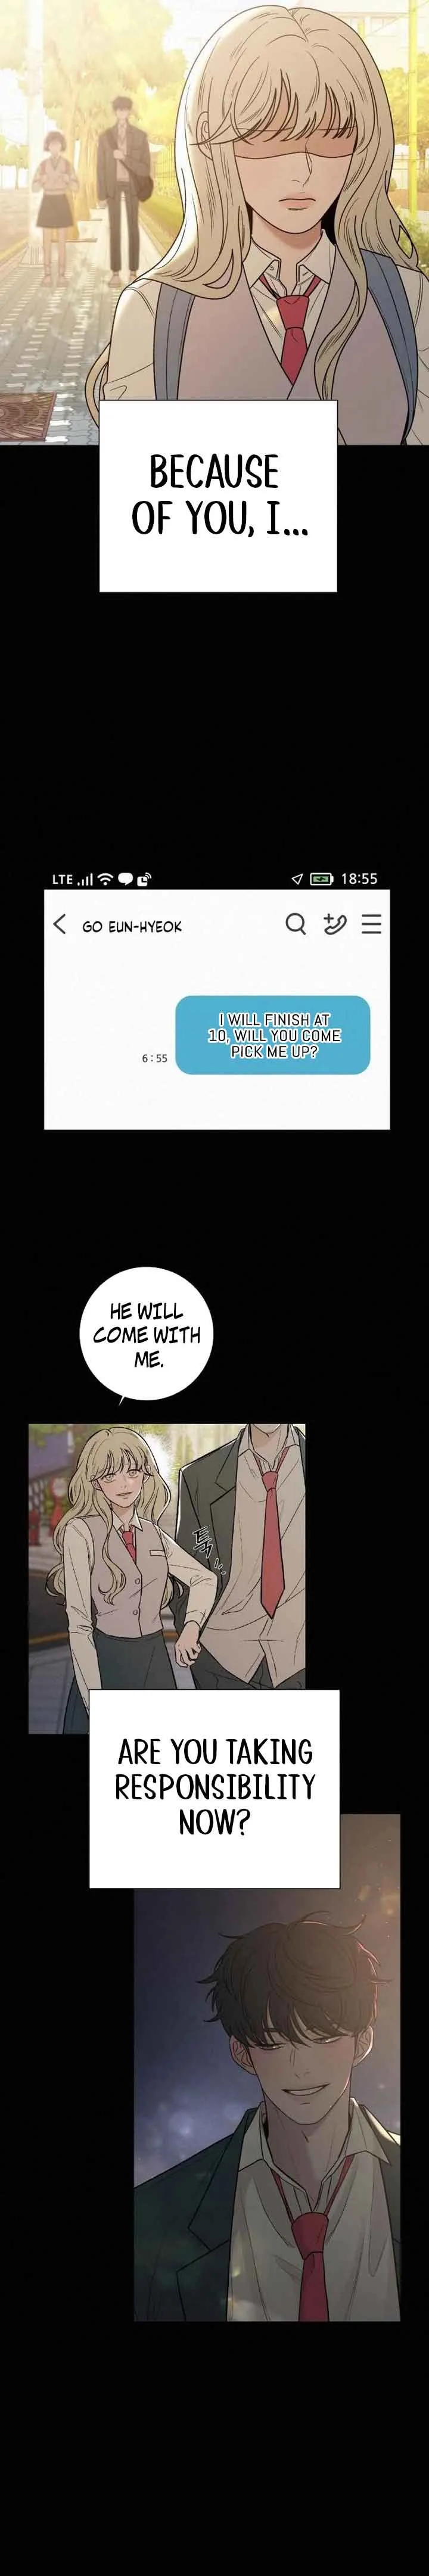 BECAUSE
OF YOU, I...
LTE 18:55
GO EUN-HYEOK
I WILL FINISH AT
10, WILL YOU COME
PICK ME UP?
6:55
HE WILL
COME WITH
ME.
툭...
ARE YOU TAKING
RESPONSIBILITY
NOW?